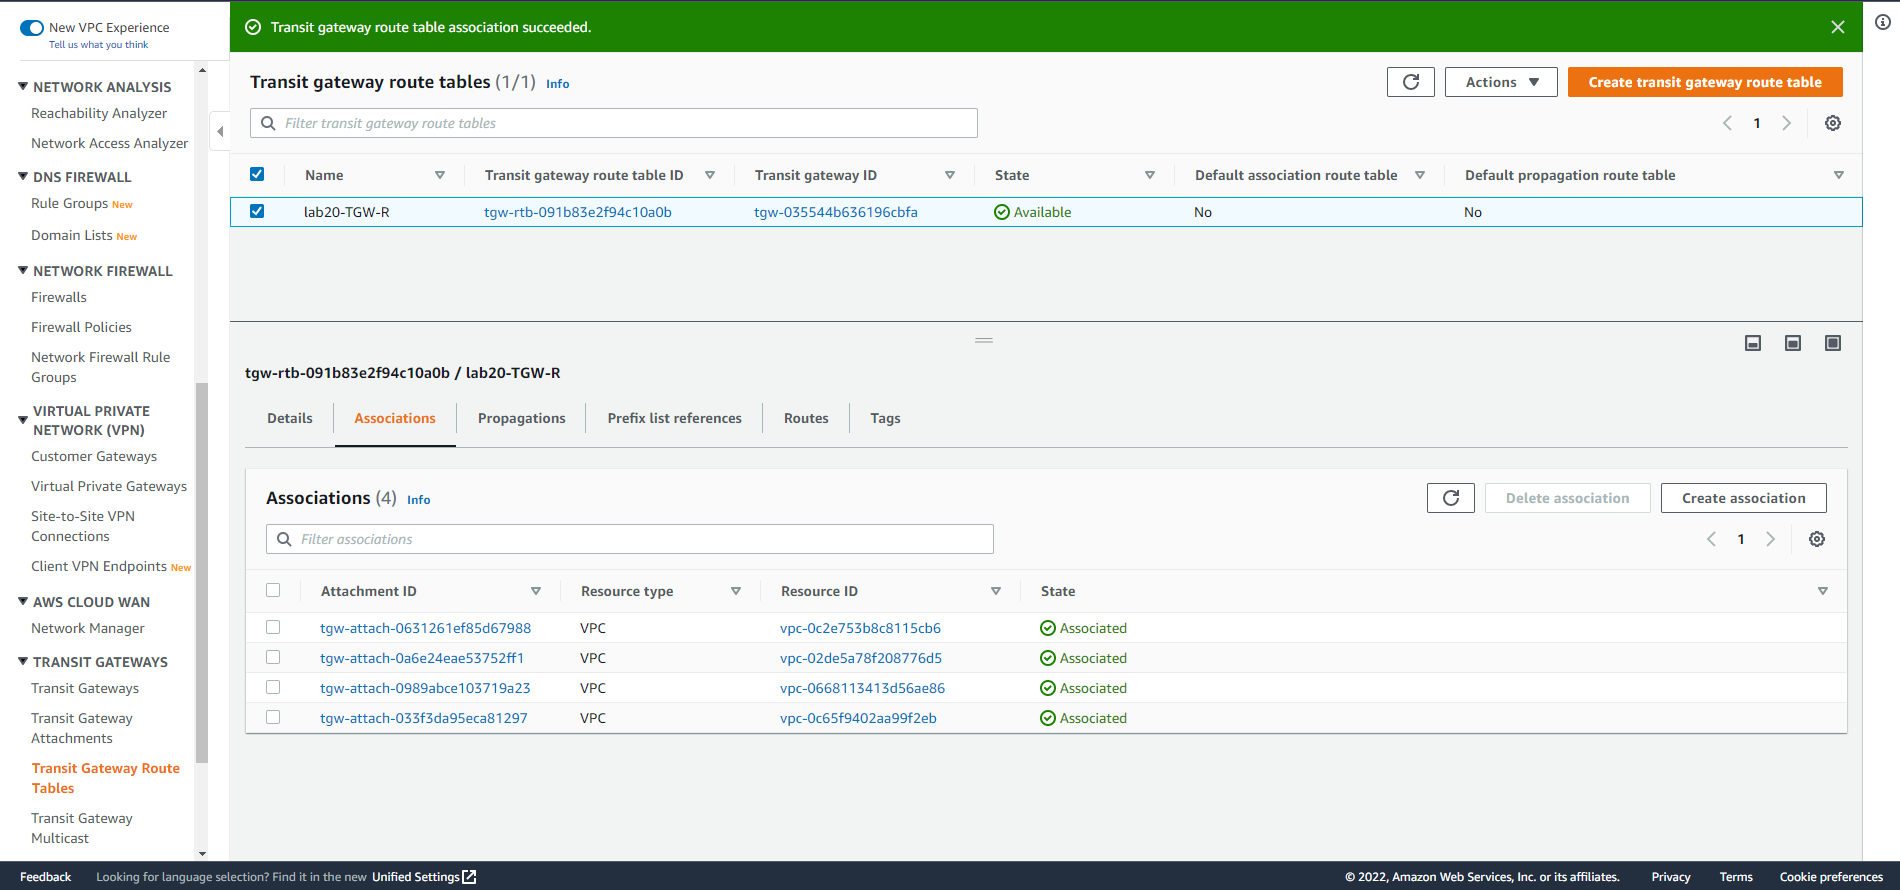 New VPC Experience
Tell us what you think
NETWORK ANALYSIS
Reachability Analyzer
Network Access Analyzer
DNS FIREWALL
Rule Groups New
Domain Lists New
NETWORK FIREWALL
Firewalls
Firewall Policies
Network Firewall Rule
Groups
VIRTUAL PRIVATE
NETWORK (VPN)
Customer Gateways
Virtual Private Gateways
Site-to-Site VPN
Connections
Client VPN Endpoints New
AWS CLOUD WAN
Network Manager
TRANSIT GATEWAYS
Transit Gateways
Transit Gateway
Attachments
Transit Gateway Route
Tables
Transit Gateway
Multicast
Transit gateway route table association succeeded.
Transit gateway route tables (1/1) Info
Actions
Create transit gateway route table
Filter transit gateway route tables
1
Name Transit gateway route table ID Transit gateway ID State Default association route table Default propagation route table
lab20-TGW-R tgw-rtb-091b83e2f94c10a0b tgw-035544b636196cbfa Available No No
tgw-rtb-091b83e2f94c10a0b / lab20-TGW-R
Details Associations Propagations Prefix list references Routes Tags
Associations (4) Info
Delete association Create association
Filter associations
1
Attachment ID Resource type Resource ID State
tgw-attach-0631261ef85d67988 VPC vpc-0c2e753b8c8115cb6 Associated
tgw-attach-0a6e24eae53752ff1 VPC vpc-02de5a78f208776d5 Associated
tgw-attach-0989abce103719a23 VPC vpc-0668113413d56ae86 Associated
tgw-attach-033f3da95eca81297 VPC vpc-0c65f9402aa99f2eb Associated
Feedback Looking for language selection? Find it in the new Unified Settings © 2022, Amazon Web Services, Inc. or its affiliates. Privacy Terms Cookie preferences